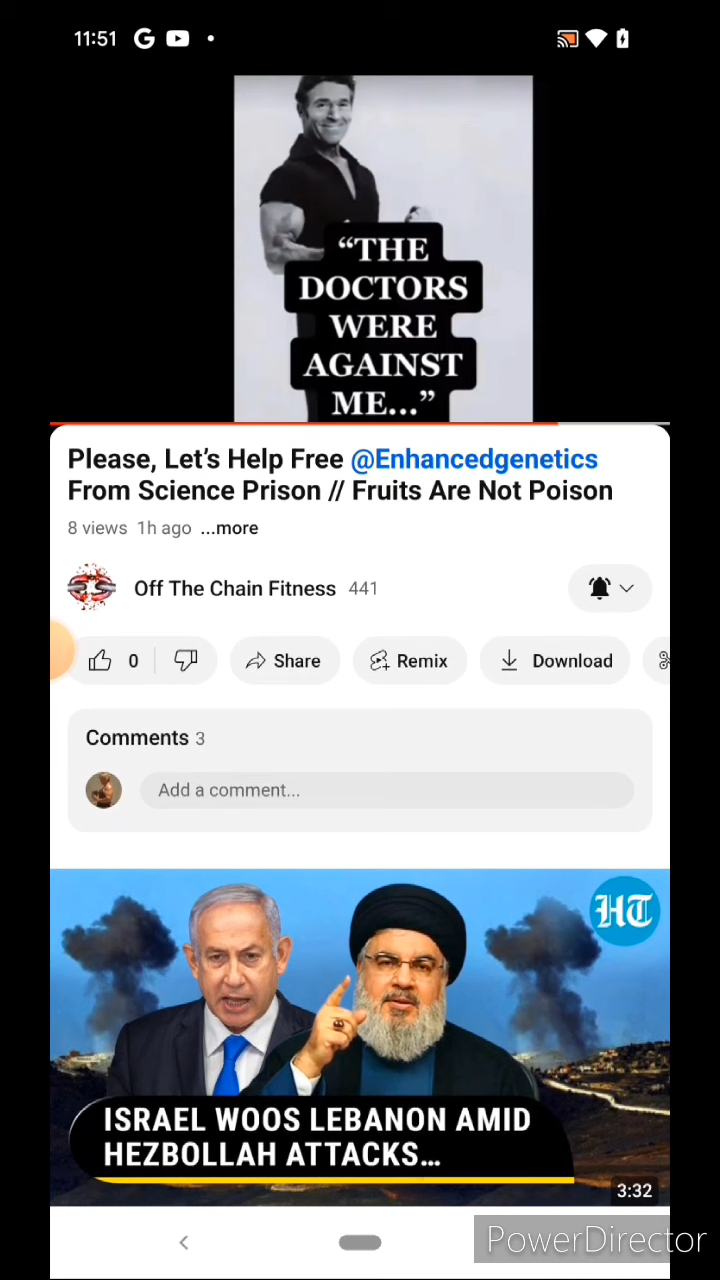 11:51
“THE
DOCTORS
WERE
AGAINST
ME...”
Please, Let’s Help Free @Enhancedgenetics
From Science Prison // Fruits Are Not Poison
8 views 1h ago ...more
Off The Chain Fitness 441
0 Share Remix Download
Comments 3
Add a comment...
HT
ISRAEL WOOS LEBANON AMID
HEZBOLLAH ATTACKS...
3:32
PowerDirector